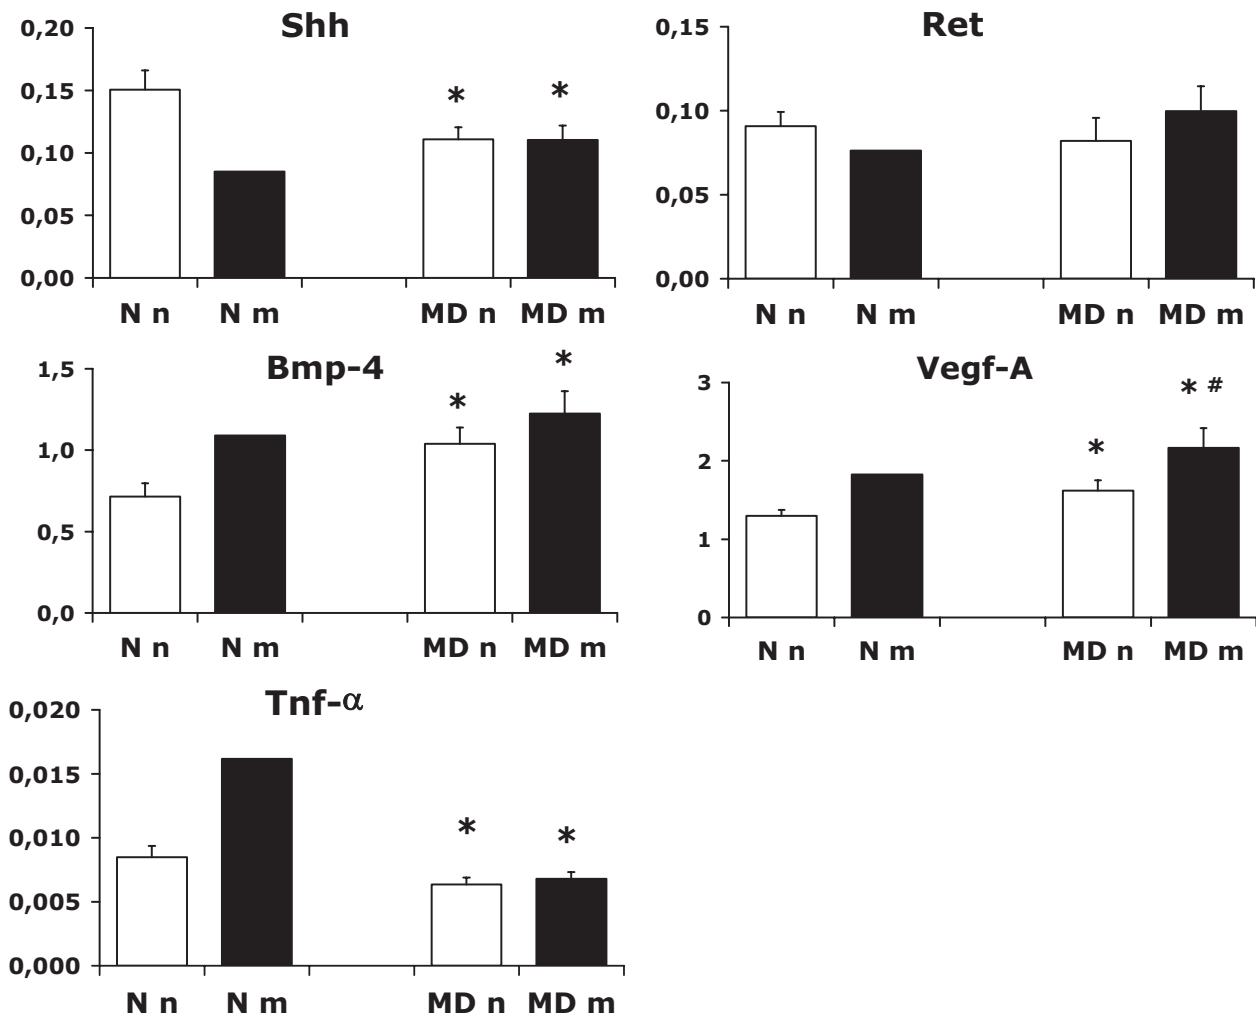 Shh
0,20
0,15
0,10
0,05
0,00
* *
N n N m MD n MD m
Ret
0,15
0,10
0,05
0,00
N n N m MD n MD m
Bmp-4
1,5
1,0
0,5
0,0
* *
N n N m MD n MD m
Vegf-A
3
2
1
0
* * #
N n N m MD n MD m
Tnf-α
0,020
0,015
0,010
0,005
0,000
* *
N n N m MD n MD m